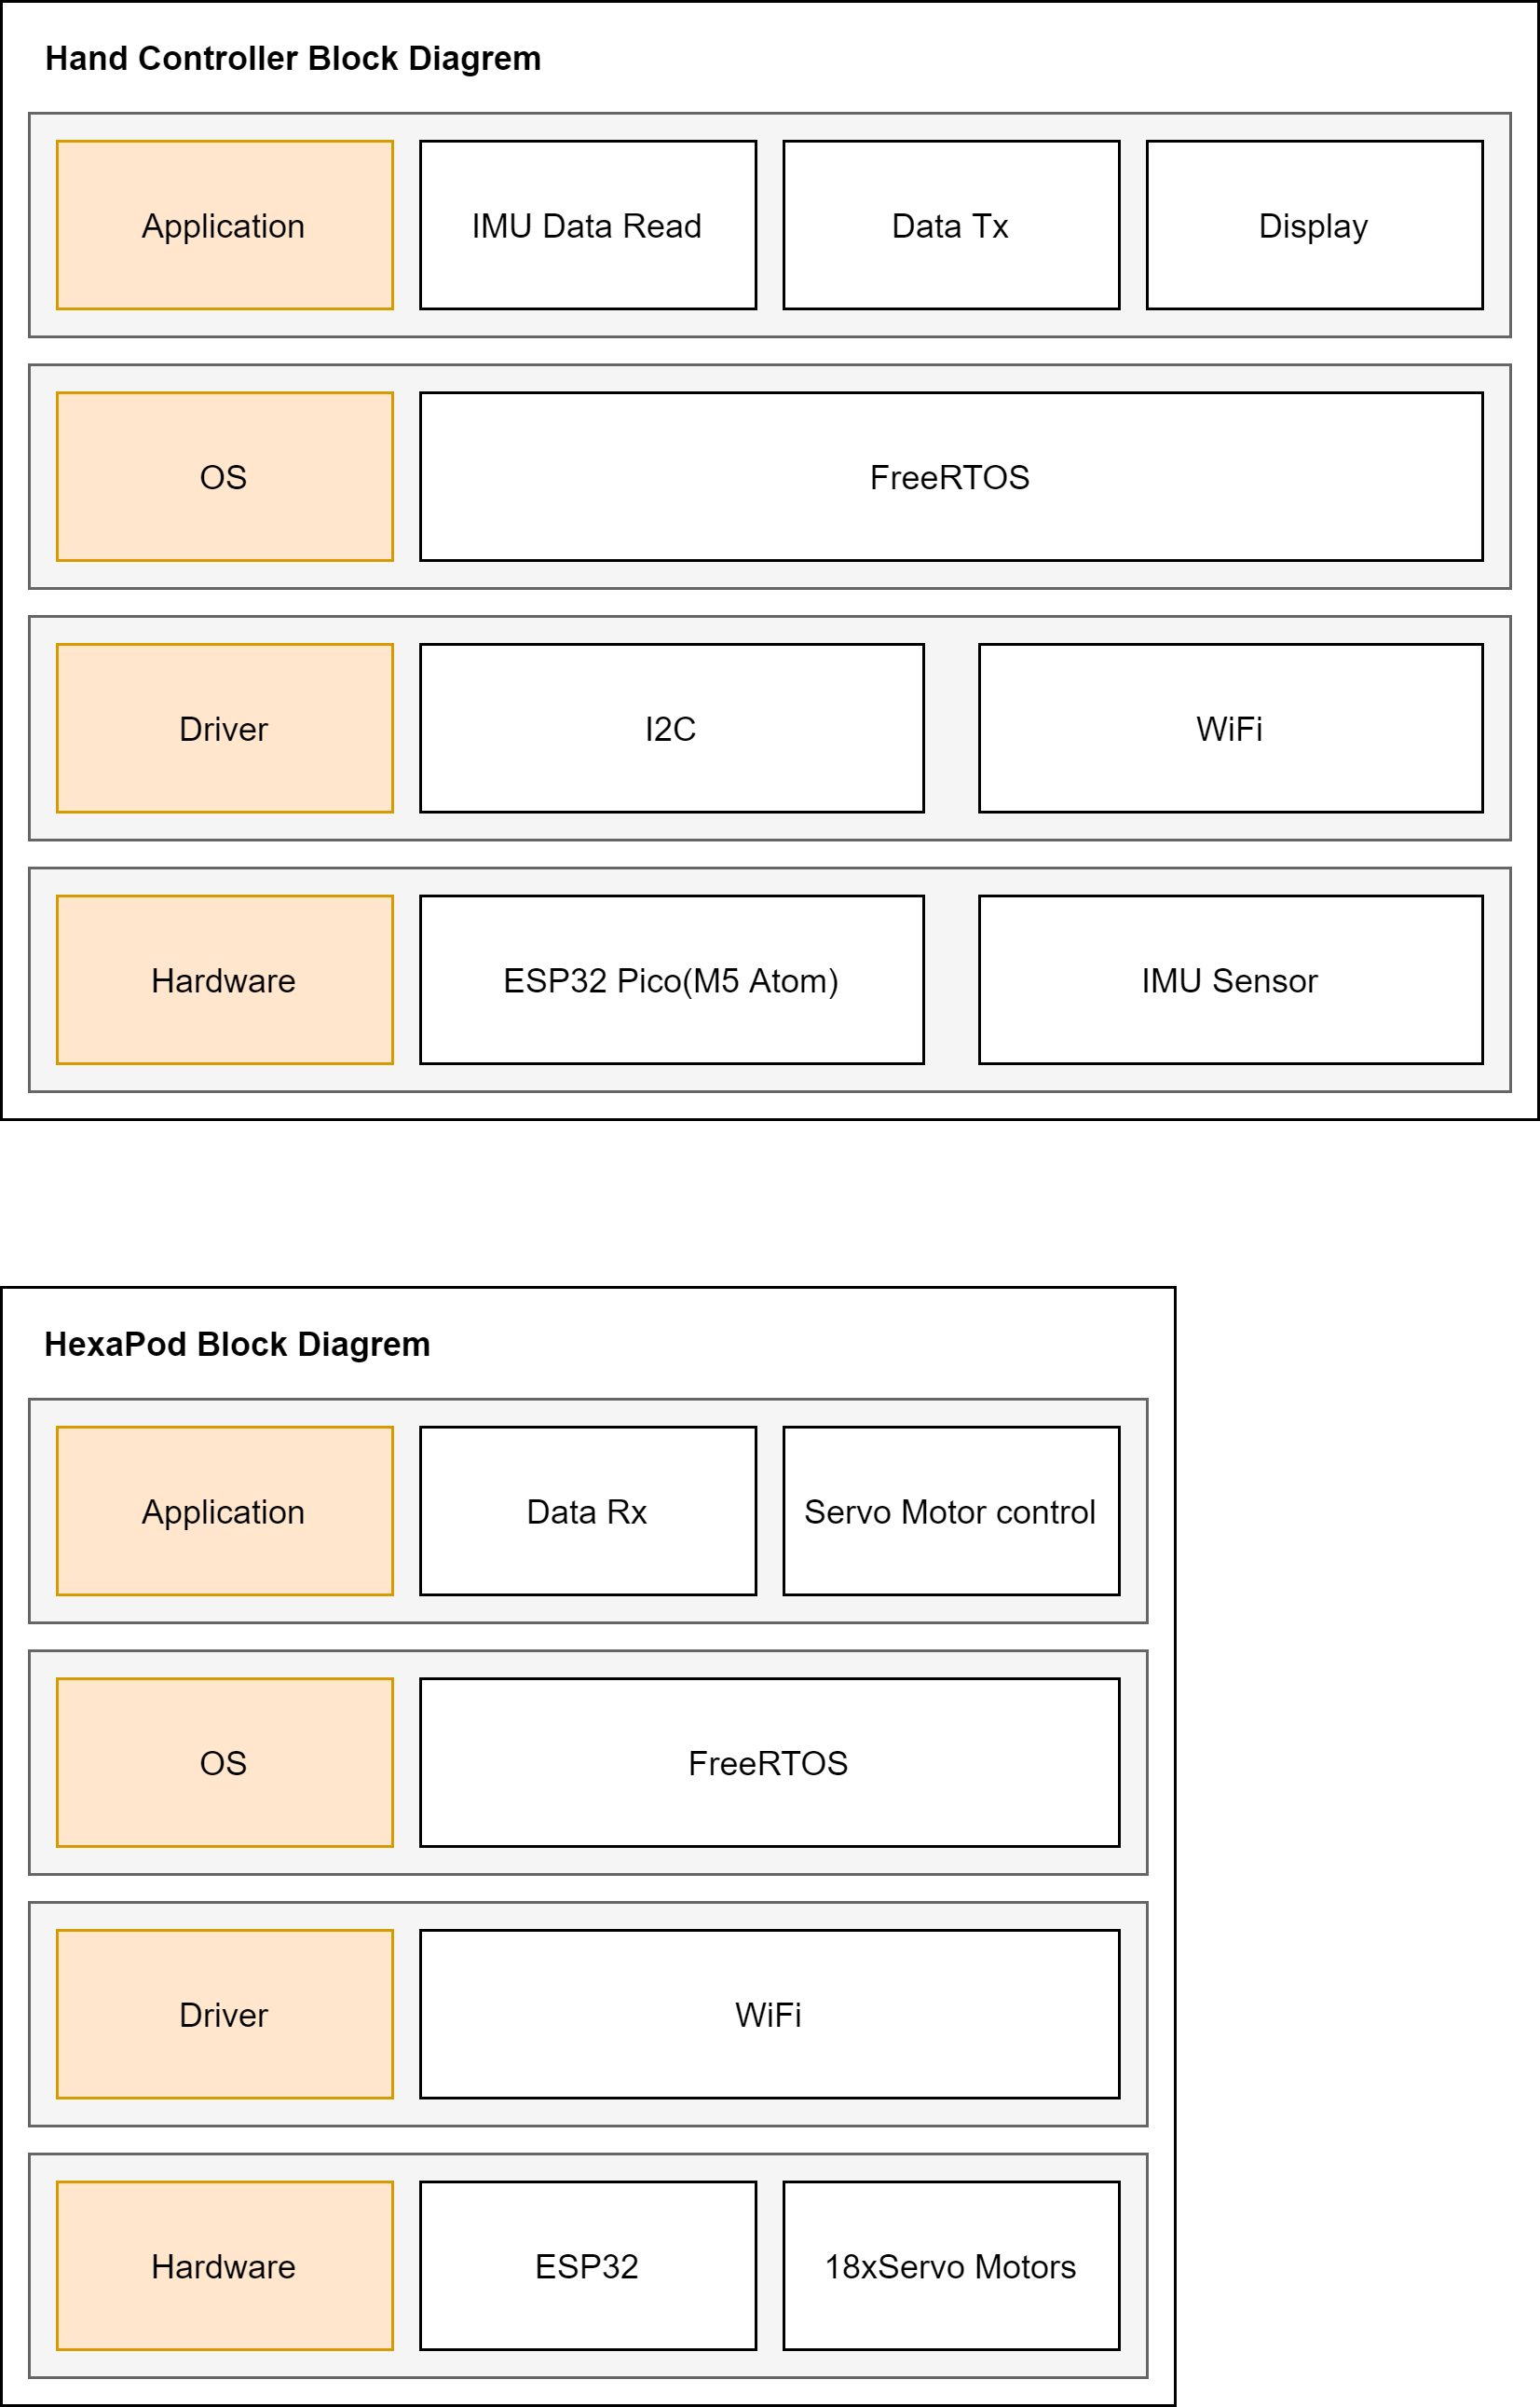 Hand Controller Block Diagrem
Application
IMU Data Read
Data Tx
Display
OS
FreeRTOS
Driver
I2C
WiFi
Hardware
ESP32 Pico(M5 Atom)
IMU Sensor
HexaPod Block Diagrem
Application
Data Rx
Servo Motor control
OS
FreeRTOS
Driver
WiFi
Hardware
ESP32
18xServo Motors